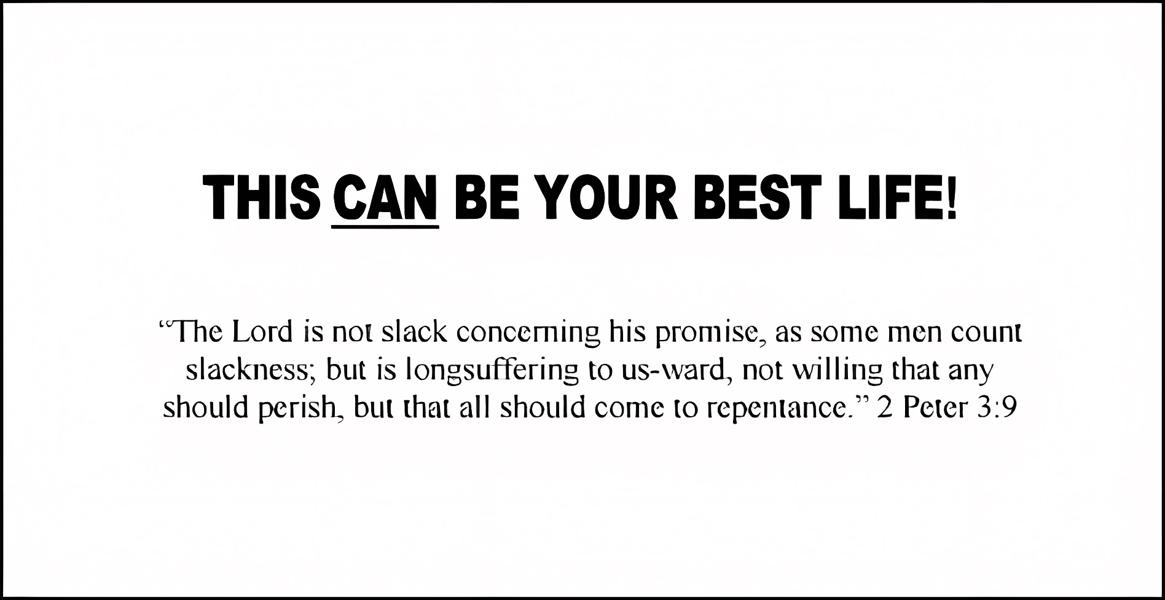 THIS CAN BE YOUR BEST LIFE!
“The Lord is not slack concerning his promise, as some men count
slackness; but is longsuffering to us-ward, not willing that any
should perish, but that all should come to repentance.” 2 Peter 3:9